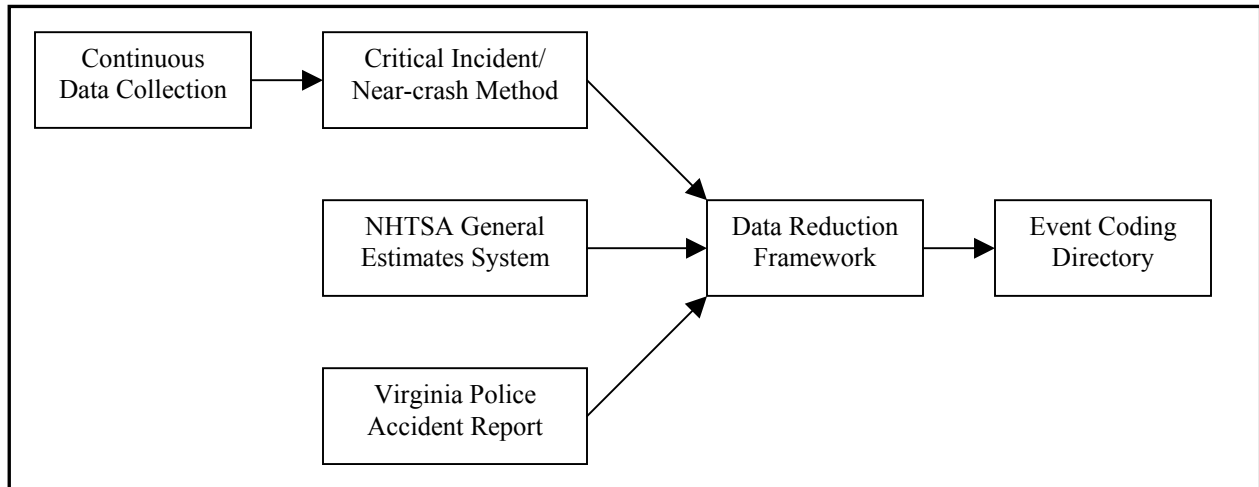 Continuous
Data Collection
Critical Incident/
Near-crash Method
NHTSA General
Estimates System
Data Reduction
Framework
Event Coding
Directory
Virginia Police
Accident Report